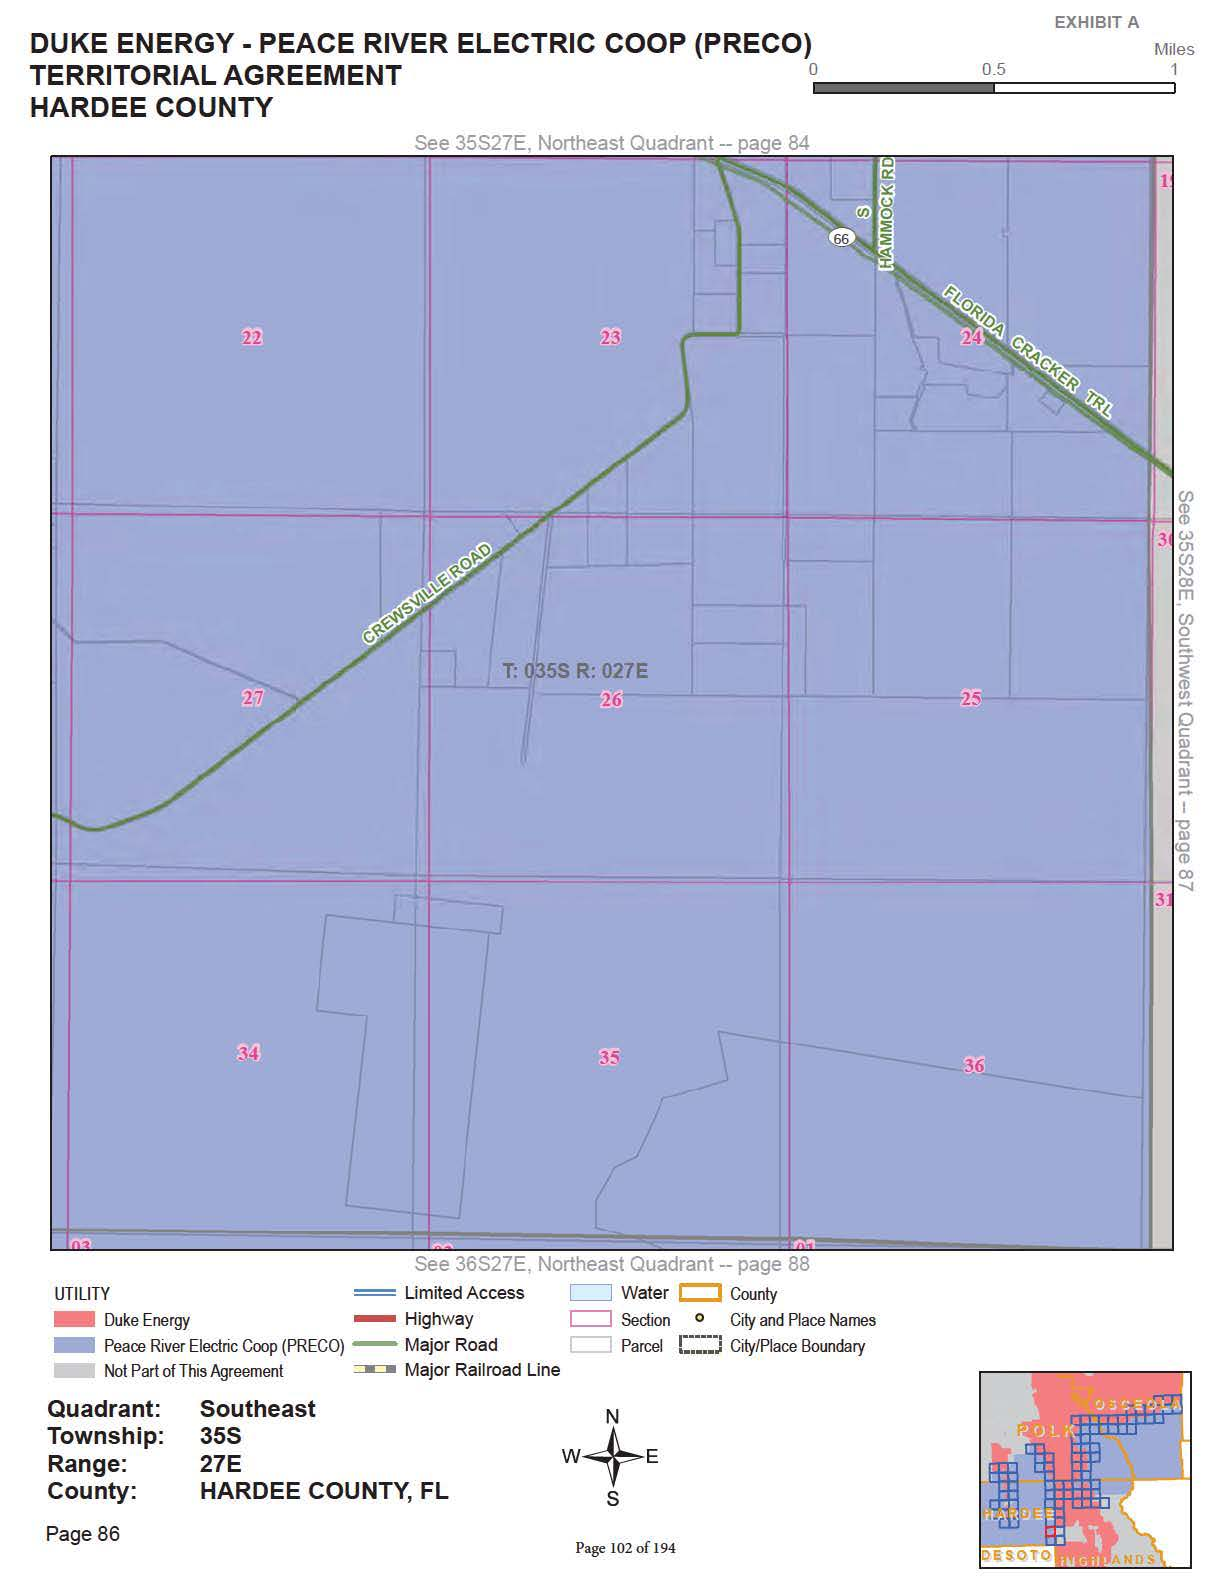 EXHIBIT A
DUKE ENERGY - PEACE RIVER ELECTRIC COOP (PRECO)
TERRITORIAL AGREEMENT
HARDEE COUNTY
Miles
0 0.5 1
See 35S27E, Northeast Quadrant -- page 84
S HAMMOCK RD
66
FLORIDA CRACKER TRL
22 23 24
CREWSVILLE ROAD
30
See 35S28E, Southwest Quadrant -- page 87
T: 035S R: 027E
27 26 25
31
34 35 36
03 01
See 36S27E, Northeast Quadrant -- page 88
UTILITY
Duke Energy
Peace River Electric Coop (PRECO)
Not Part of This Agreement
Limited Access
Highway
Major Road
Major Railroad Line
Water
Section
Parcel
County
City and Place Names
City/Place Boundary
Quadrant: Southeast
Township: 35S
Range: 27E
County: HARDEE COUNTY, FL
Page 86
N
W E
S
Page 102 of 194
OSCEOLA
POLK
HARDEE
DESOTO
HIGHLANDS